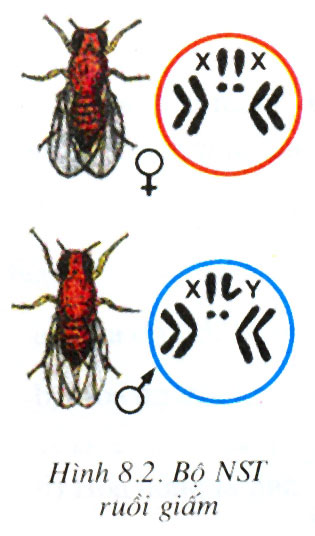 X X
♀
X Y
♂
Hình 8.2. Bộ NST
ruồi giấm